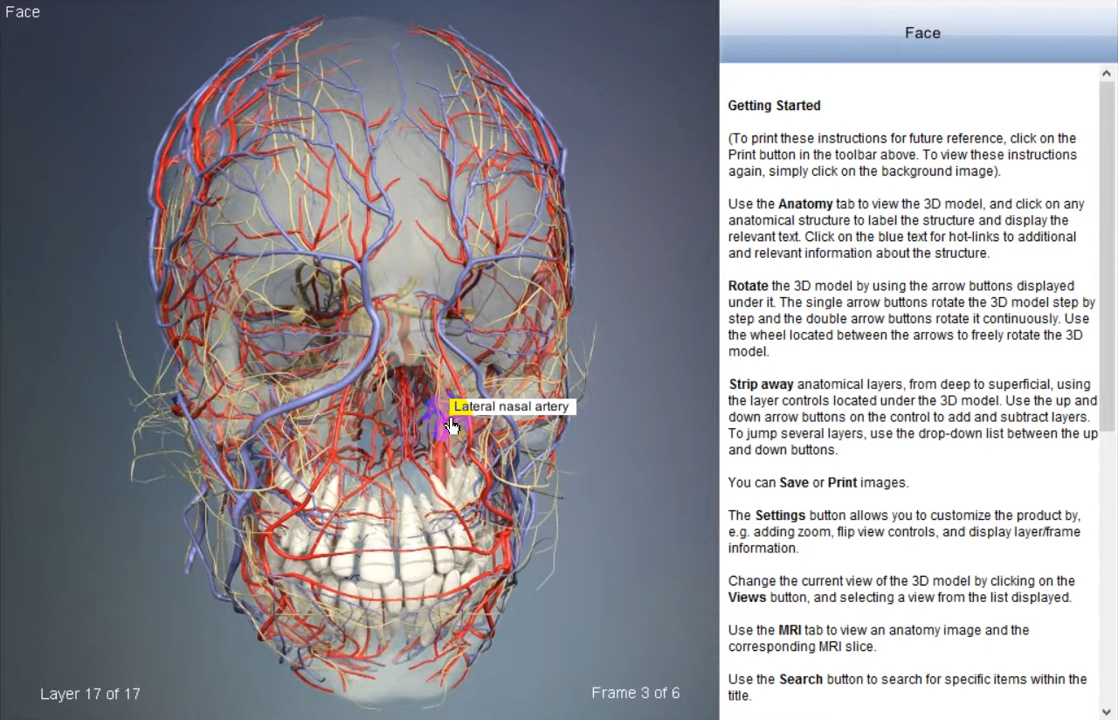 Face
Face
Getting Started
(To print these instructions for future reference, click on the
Print button in the toolbar above. To view these instructions
again, simply click on the background image).
Use the Anatomy tab to view the 3D model, and click on any
anatomical structure to label the structure and display the
relevant text. Click on the blue text for hot-links to additional
and relevant information about the structure.
Rotate the 3D model by using the arrow buttons displayed
under it. The single arrow buttons rotate the 3D model step by
step and the double arrow buttons rotate it continuously. Use
the wheel located between the arrows to freely rotate the 3D
model.
Strip away anatomical layers, from deep to superficial, using
the layer controls located under the 3D model. Use the up and
down arrow buttons on the control to add and subtract layers.
To jump several layers, use the drop-down list between the up
and down buttons.
You can Save or Print images.
The Settings button allows you to customize the product by,
e.g. adding zoom, flip view controls, and display layer/frame
information.
Change the current view of the 3D model by clicking on the
Views button, and selecting a view from the list displayed.
Use the MRI tab to view an anatomy image and the
corresponding MRI slice.
Use the Search button to search for specific items within the
title.
Lateral nasal artery
Layer 17 of 17
Frame 3 of 6